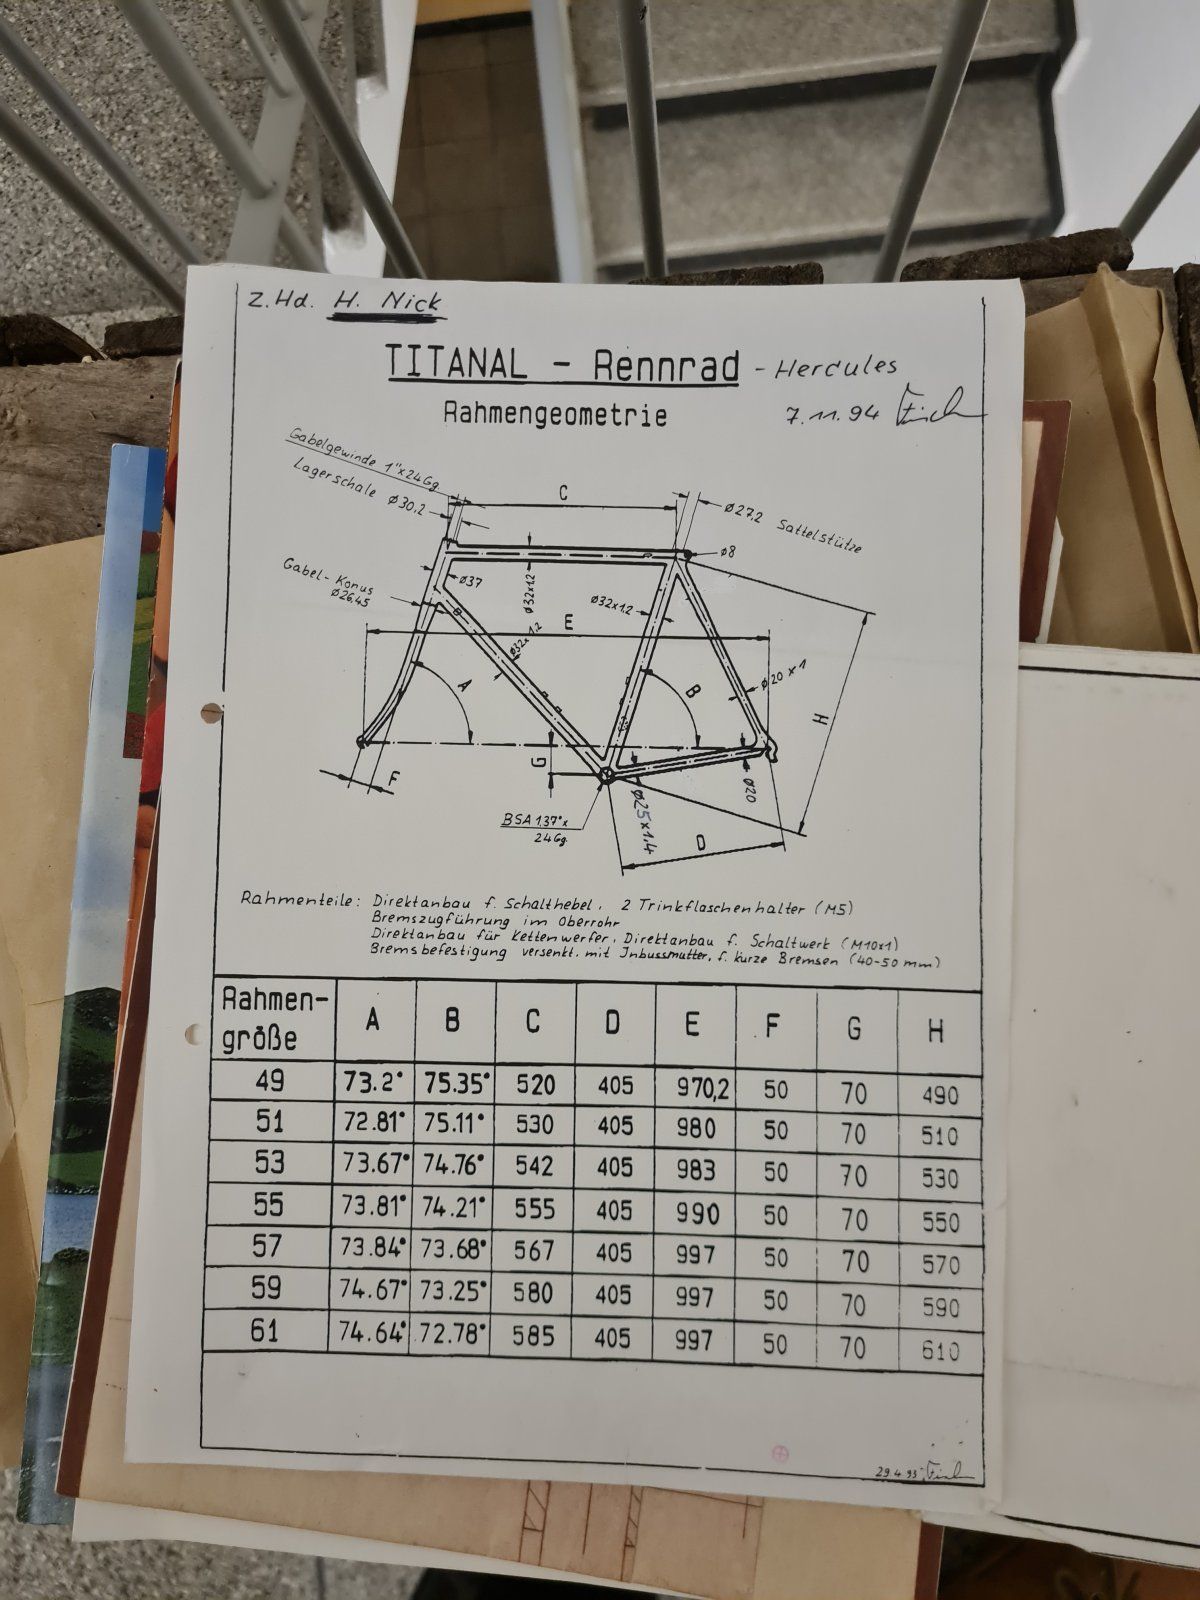 z.Hd. H. Nick
TITANAL - Rennrad - Hercules
Rahmengeometrie
7.11.94
Gabelgewinde 1"x24Gg
Lagerschale ø30,2
C
ø27,2 Sattelstütze
ø8
Gabel-Konus
ø26,45
ø37
ø32x1,2
ø32x1,2
E
ø32x1,2
A
B
ø20x1
H
G
F
ø20
BSA 1,37"x
24Gg.
ø25x1,4
D
Rahmenteile: Direktanbau f. Schalthebel, 2 Trinkflaschenhalter (M5)
Bremszugführung im Oberrohr
Direktanbau für Kettenwerfer, Direktanbau f. Schaltwerk (M10x1)
Bremsbefestigung versenkt, mit Inbussmutter, f. kurze Bremsen (40-50 mm)
Rahmen-
größe A B C D E F G H
49 73.2° 75.35° 520 405 970,2 50 70 490
51 72.81° 75.11° 530 405 980 50 70 510
53 73.67° 74.76° 542 405 983 50 70 530
55 73.81° 74.21° 555 405 990 50 70 550
57 73.84° 73.68° 567 405 997 50 70 570
59 74.67° 73.25° 580 405 997 50 70 590
61 74.64° 72.78° 585 405 997 50 70 610
29.4.93